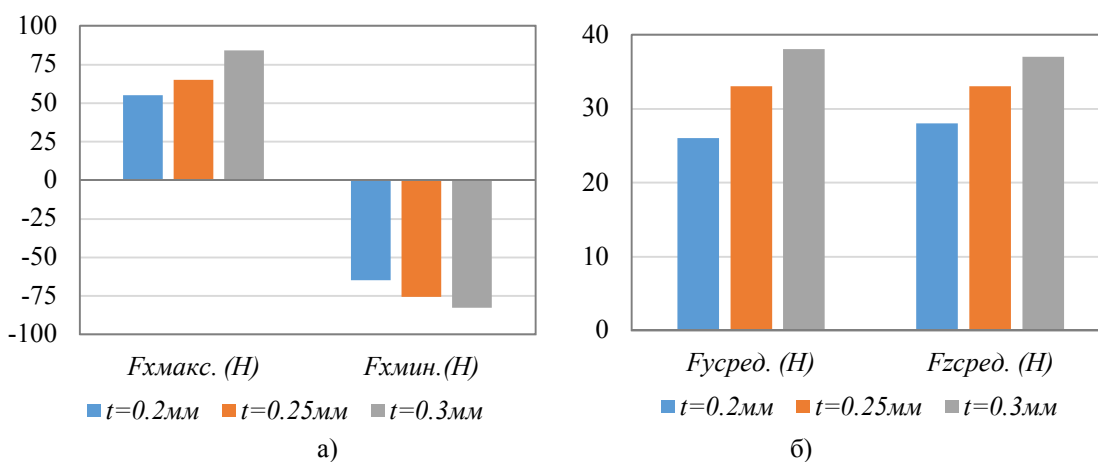 100
75
50
25
0
-25
-50
-75
-100
Fxмакс. (Н)
Fxмин.(Н)
t=0.2мм
t=0.25мм
t=0.3мм
а)
40
30
20
10
0
Fyсред. (Н)
Fzсред. (Н)
t=0.2мм
t=0.25мм
t=0.3мм
б)